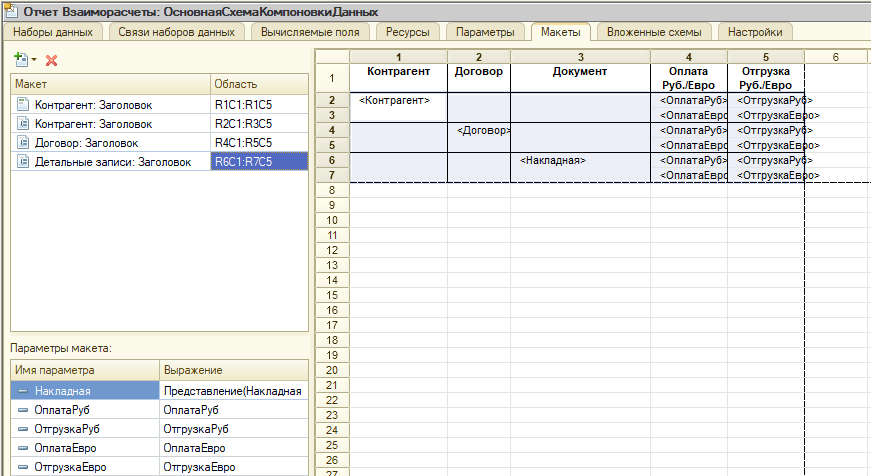 Отчет Взаиморасчеты: ОсновнаяСхемаКомпоновкиДанных
Наборы данных Связи наборов данных Вычисляемые поля Ресурсы Параметры Макеты Вложенные схемы Настройки
Макет Область
Контрагент: Заголовок R1C1:R1C5
Контрагент: Заголовок R2C1:R3C5
Договор: Заголовок R4C1:R5C5
Детальные записи: Заголовок R6C1:R7C5
Параметры макета:
Имя параметра Выражение
Накладная Представление(Накладная
ОплатаРуб ОплатаРуб
ОтгрузкаРуб ОтгрузкаРуб
ОплатаЕвро ОплатаЕвро
ОтгрузкаЕвро ОтгрузкаЕвро
1 2 3 4 5 6
1 Контрагент Договор Документ Оплата Отгрузка
Руб./Евро Руб./Евро
2 <Контрагент> <ОплатаРуб> <ОтгрузкаРуб>
3 <ОплатаЕвро <ОтгрузкаЕвро>
4 <Договор> <ОплатаРуб> <ОтгрузкаРуб>
5 <ОплатаЕвро <ОтгрузкаЕвро>
6 <Накладная> <ОплатаРуб> <ОтгрузкаРуб>
7 <ОплатаЕвро <ОтгрузкаЕвро>
8
9
10
11
12
13
14
15
16
17
18
19
20
21
22
23
24
25
26
27